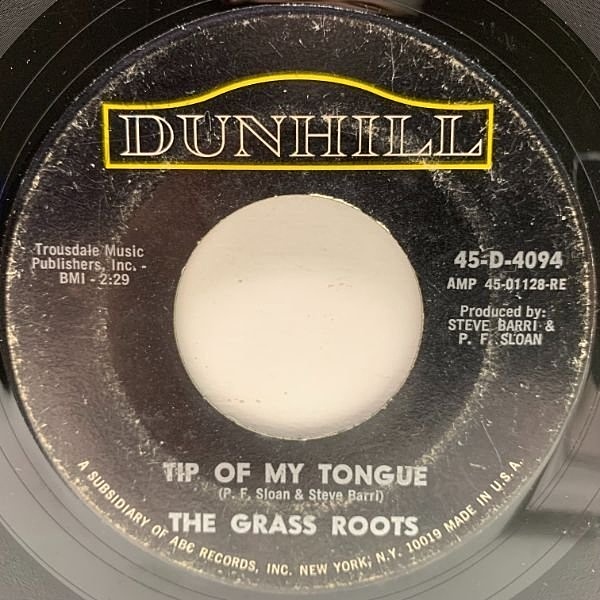 DUNHILL
Trousdale Music
Publishers, Inc. -
BMI - 2:29
45-D-4094
AMP 45-01128-RE
Produced by:
STEVE BARRI &
P. F. SLOAN
TIP OF MY TONGUE
(P. F. Sloan & Steve Barri)
THE GRASS ROOTS
A SUBSIDIARY OF ABC RECORDS, INC. NEW YORK, N.Y. 10019 MADE IN U.S.A.